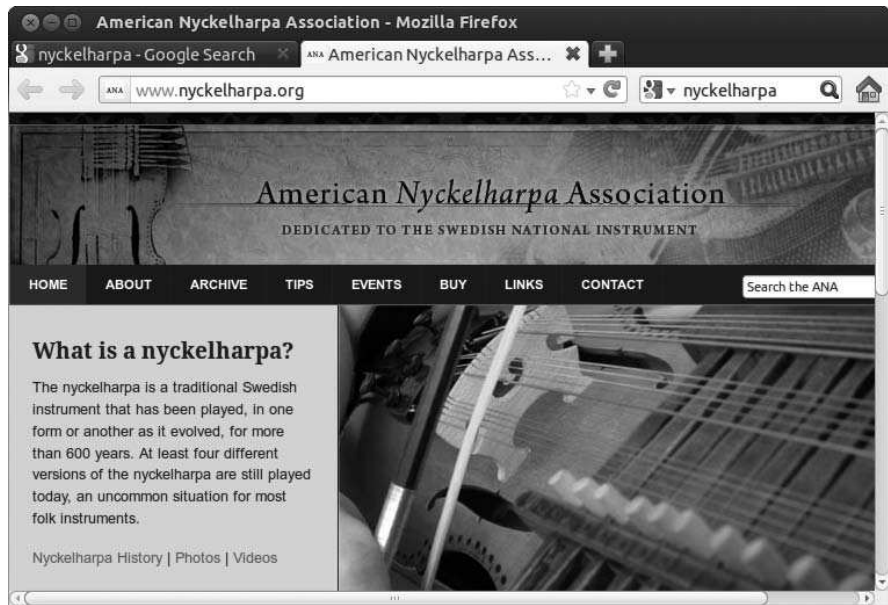 American Nyckelharpa Association - Mozilla Firefox
nyckelharpa - Google Search
ANA American Nyckelharpa Ass...
ANA www.nyckelharpa.org
nyckelharpa
American Nyckelharpa Association
DEDICATED TO THE SWEDISH NATIONAL INSTRUMENT
HOME ABOUT ARCHIVE TIPS EVENTS BUY LINKS CONTACT
Search the ANA
What is a nyckelharpa?
The nyckelharpa is a traditional Swedish
instrument that has been played, in one
form or another as it evolved, for more
than 600 years. At least four different
versions of the nyckelharpa are still played
today, an uncommon situation for most
folk instruments.
Nyckelharpa History | Photos | Videos